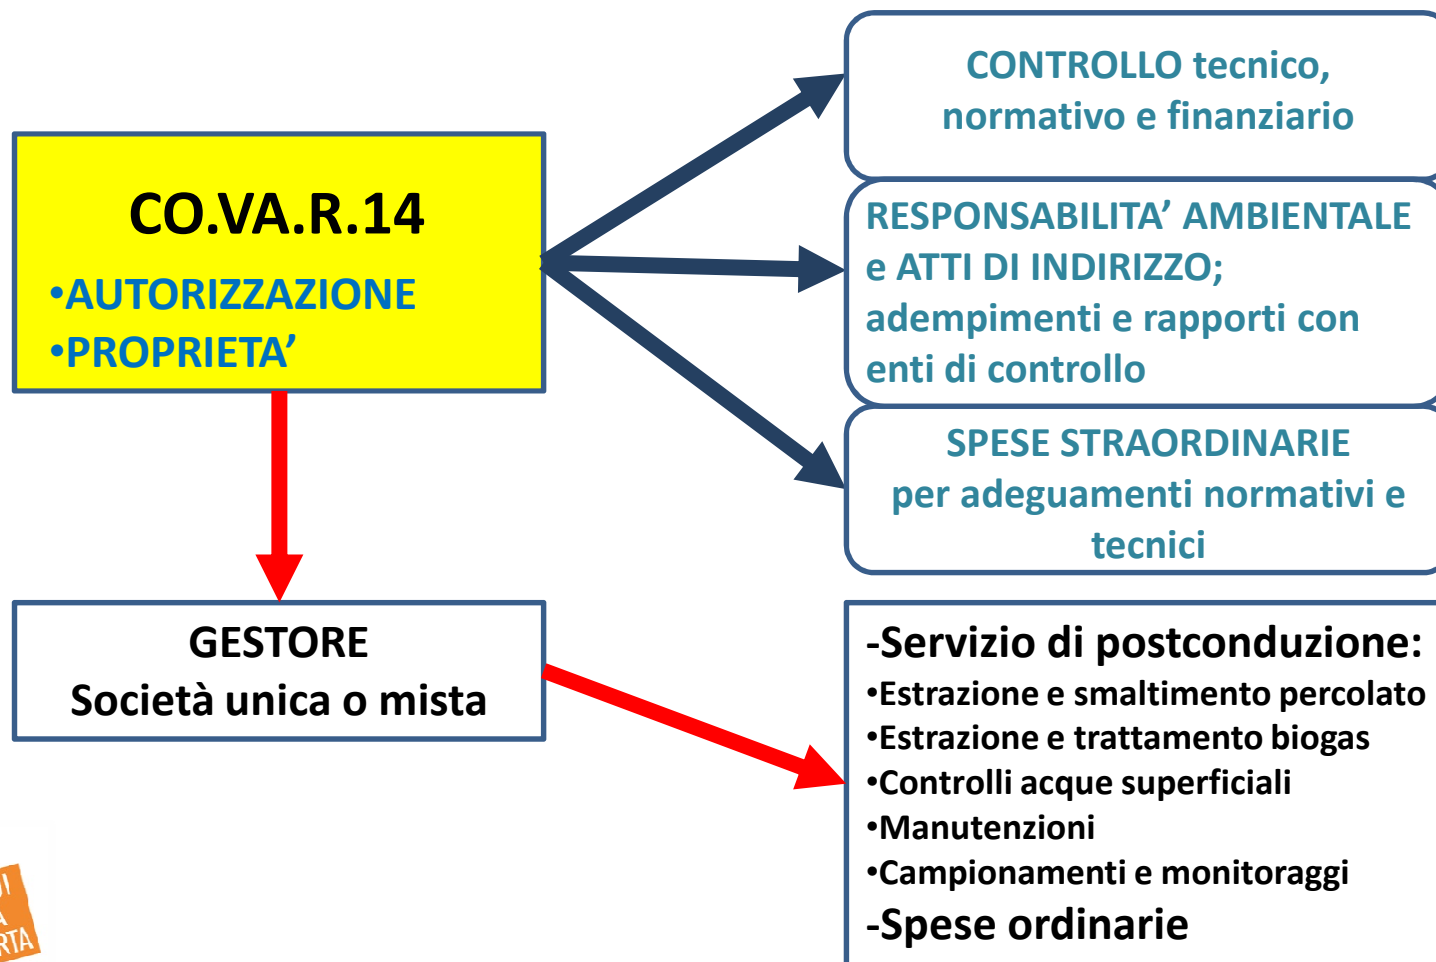 CO.VA.R.14
•AUTORIZZAZIONE
•PROPRIETA’
CONTROLLO tecnico,
normativo e finanziario
RESPONSABILITA’ AMBIENTALE
e ATTI DI INDIRIZZO;
adempimenti e rapporti con
enti di controllo
SPESE STRAORDINARIE
per adeguamenti normativi e
tecnici
GESTORE
Società unica o mista
-Servizio di postconduzione:
•Estrazione e smaltimento percolato
•Estrazione e trattamento biogas
•Controlli acque superficiali
•Manutenzioni
•Campionamenti e monitoraggi
-Spese ordinarie